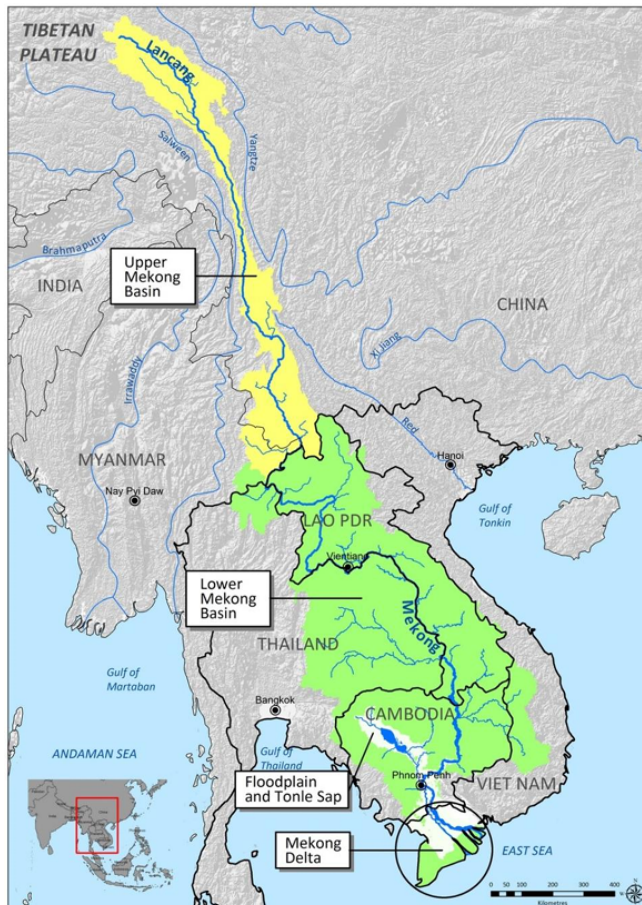 TIBETAN
PLATEAU
Lancang
Salween
Yangtze
Brahmaputra
INDIA
Upper
Mekong
Basin
CHINA
Xi Jiang
Irrawaddy
Red
MYANMAR
Hanoi
Nay Pyi Daw
Gulf of
Tonkin
LAO PDR
Vientiane
Lower
Mekong
Basin
Mekong
THAILAND
Gulf of
Martaban
Bangkok
CAMBODIA
ANDAMAN SEA
Gulf of
Thailand
Floodplain
and Tonle Sap
Phnom Penh
VIET NAM
Mekong
Delta
EAST SEA
0 100 200 300 400
Kilometres